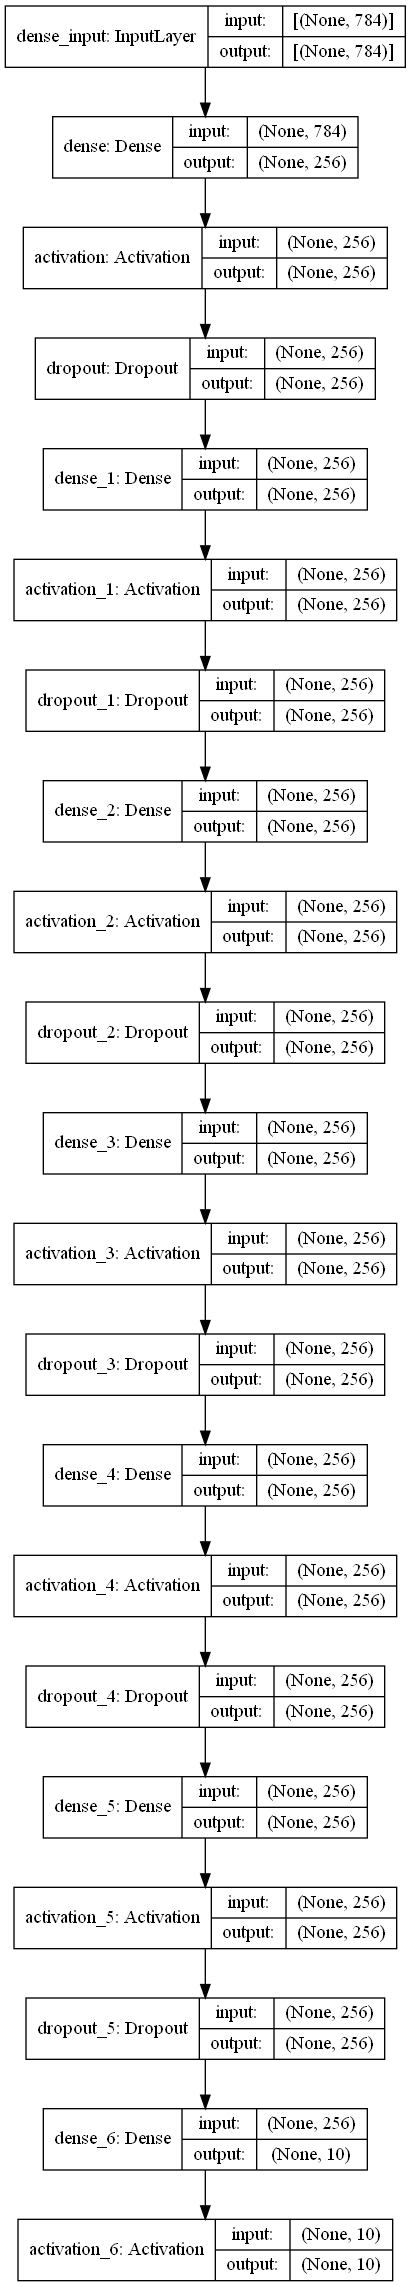 dense_input: InputLayer
input: [(None, 784)]
output: [(None, 784)]
dense: Dense
input: (None, 784)
output: (None, 256)
activation: Activation
input: (None, 256)
output: (None, 256)
dropout: Dropout
input: (None, 256)
output: (None, 256)
dense_1: Dense
input: (None, 256)
output: (None, 256)
activation_1: Activation
input: (None, 256)
output: (None, 256)
dropout_1: Dropout
input: (None, 256)
output: (None, 256)
dense_2: Dense
input: (None, 256)
output: (None, 256)
activation_2: Activation
input: (None, 256)
output: (None, 256)
dropout_2: Dropout
input: (None, 256)
output: (None, 256)
dense_3: Dense
input: (None, 256)
output: (None, 256)
activation_3: Activation
input: (None, 256)
output: (None, 256)
dropout_3: Dropout
input: (None, 256)
output: (None, 256)
dense_4: Dense
input: (None, 256)
output: (None, 256)
activation_4: Activation
input: (None, 256)
output: (None, 256)
dropout_4: Dropout
input: (None, 256)
output: (None, 256)
dense_5: Dense
input: (None, 256)
output: (None, 256)
activation_5: Activation
input: (None, 256)
output: (None, 256)
dropout_5: Dropout
input: (None, 256)
output: (None, 256)
dense_6: Dense
input: (None, 256)
output: (None, 10)
activation_6: Activation
input: (None, 10)
output: (None, 10)